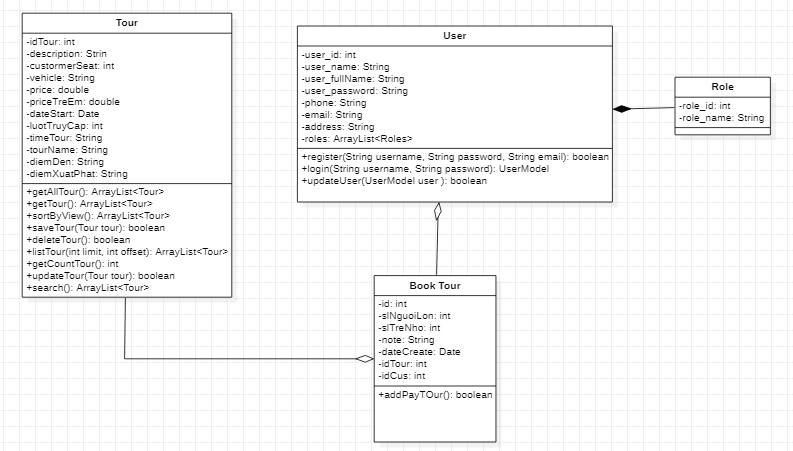 Tour
-idTour: int
-description: Strin
-custormerSeat: int
-vehicle: String
-price: double
-priceTreEm: double
-dateStart: Date
-luotTruyCap: int
-timeTour: String
-tourName: String
-diemDen: String
-diemXuatPhat: String
+getAllTour(): ArrayList<Tour>
+getTour(): ArrayList<Tour>
+sortByView(): ArrayList<Tour>
+saveTour(Tour tour): boolean
+deleteTour(): boolean
+listTour(int limit, int offset): ArrayList<Tour>
+getCountTour(): int
+updateTour(Tour tour): boolean
+search(): ArrayList<Tour>
User
-user_id: int
-user_name: String
-user_fullName: String
-user_password: String
-phone: String
-email: String
-address: String
-roles: ArrayList<Roles>
+register(String username, String password, String email): boolean
+login(String username, String password): UserModel
+updateUser(UserModel user ): boolean
Role
-role_id: int
-role_name: String
Book Tour
-id: int
-slNguoiLon: int
-slTreNho: int
-note: String
-dateCreate: Date
-idTour: int
-idCus: int
+addPayTOur(): boolean